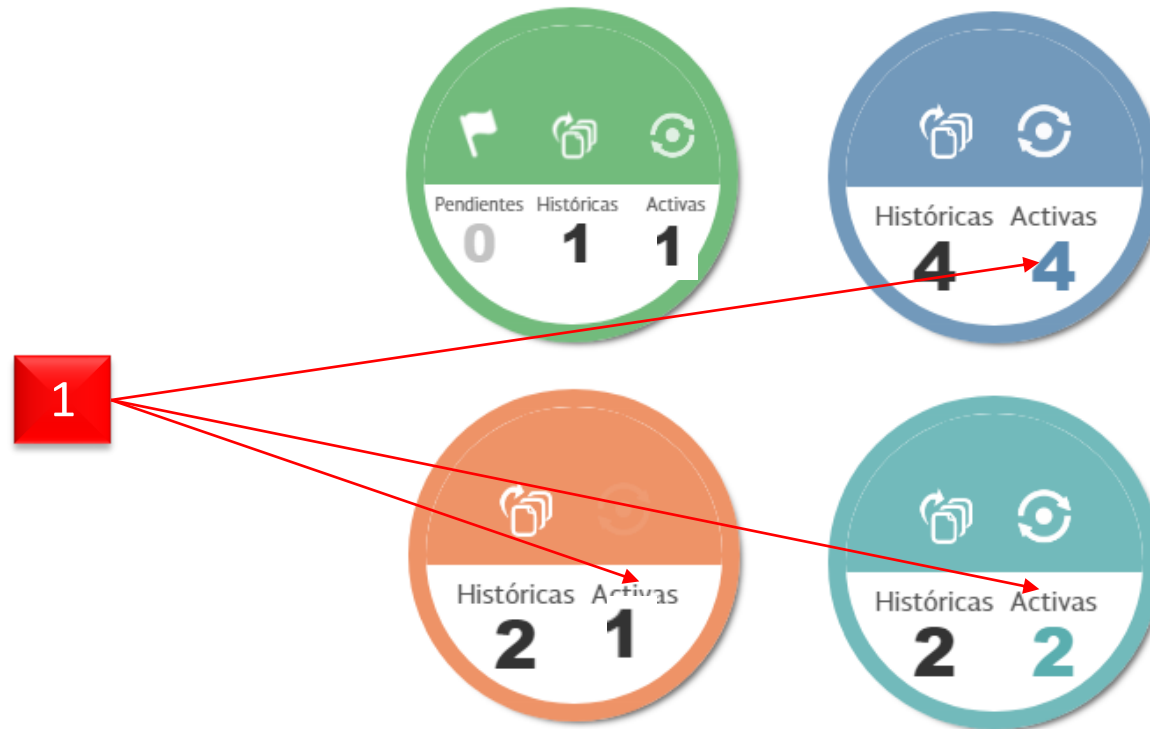 Pendientes Históricas Activas
0 1 1
Históricas Activas
4 4
1
Históricas Activas
2 1
Históricas Activas
2 2